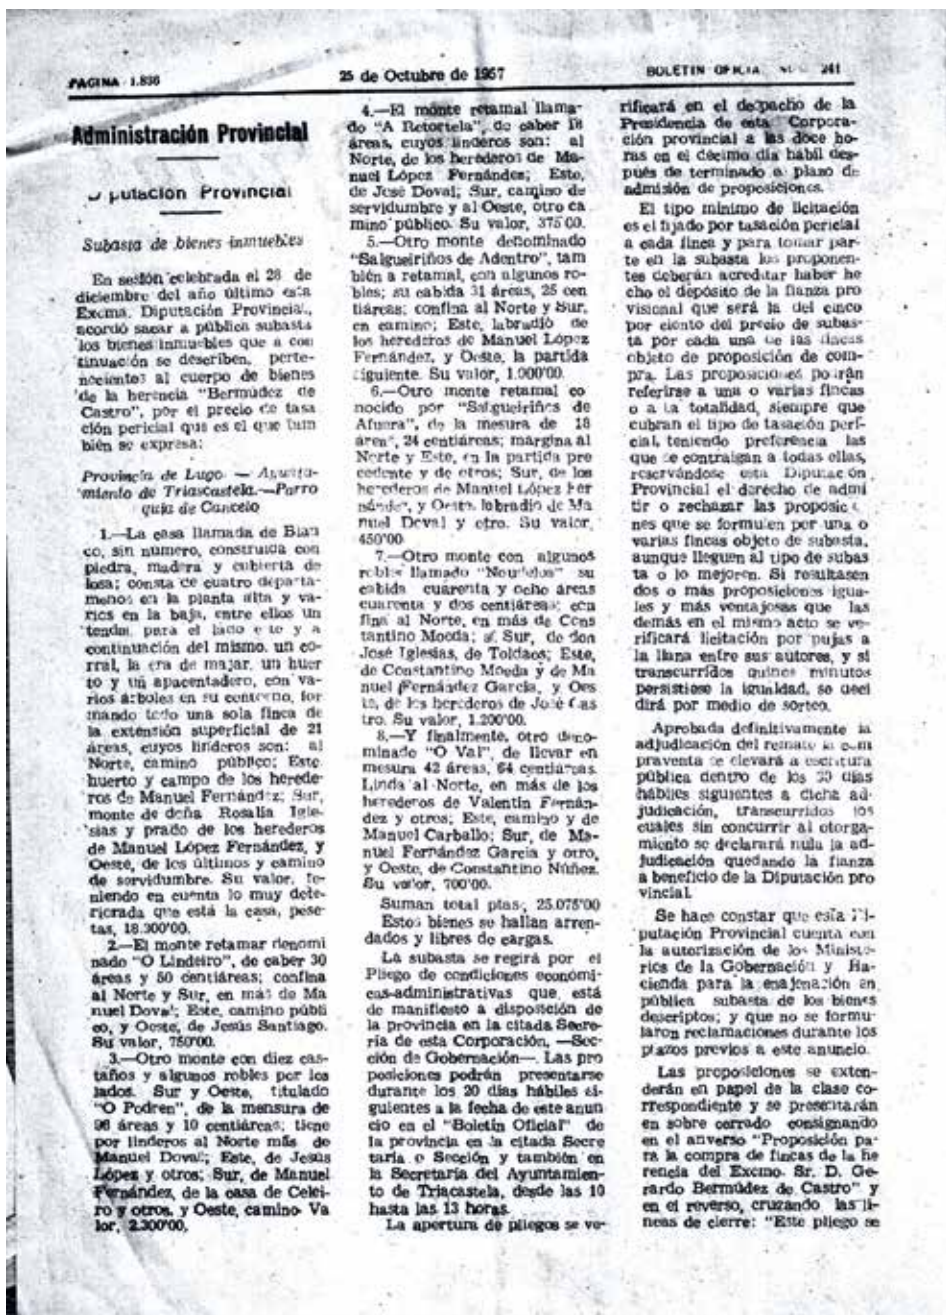 PAGINA 1.836
25 de Octubre de 1967
BOLETIN OFICIAL 241
Administración Provincial
putación Provincial
Subasta de bienes inmuebles
En sesión celebrada el 28 de
diciembre del año último esta
Excma. Diputación Provincial,
acordó sacar a pública subasta
los bienes inmuebles que a con
tinuación se describen, perte-
necientes al cuerpo de bienes
de la herencia "Bermúdez de
Castro", por el precio de tasa
ción pericial que es el que tam
bién se expresa:
Provincia de Lugo. — Ayunta-
miento de Triascastela.—Parro
quia de Cancelo
1.—La casa llamada de Blan
co, sin número, construida con
piedra, madera y cubierta de
losa; consta de cuatro departa-
menos en la planta alta y va-
rios en la baja, entre ellos un
tendal, para el lado este y a
continuación del mismo, un co-
rral, la era de majar, un huer
to y un apacentadero, con va-
rios árboles en su contorno, for
mando todo una sola finca de
la extensión superficial de 21
áreas, cuyos linderos son: al
Norte, camino público; Este,
huerto y campo de los herede-
ros de Manuel Fernández; Sur,
monte de doña Rosalía Igle-
sias y prado de los herederos
de Manuel López Fernández, y
Oeste, de los últimos y camino
de servidumbre. Su valor, te-
niendo en cuenta lo muy dete-
riorada que está la casa, pese-
tas, 18.300'00.
2.—El monte retamar denomi
nado "O Lindeiro", de caber 30
áreas y 50 centiáreas; confina
al Norte y Sur, en más de Ma
nuel Doval; Este, camino públi
co, y Oeste, de Jesús Santiago.
Su valor, 750'00.
3.—Otro monte con diez cas-
taños y algunos robles por los
lados. Sur y Oeste, titulado
"O Podren", de la mensura de
96 áreas y 10 centiáreas; tiene
por linderos al Norte más de
Manuel Doval; Este, de Jesús
López y otros; Sur, de Manuel
Fernández, de la casa de Celei-
ro y otros, y Oeste, camino. Va
lor, 2.300'00.
4.—El monte retamal llama-
do "A Retortela", de caber 18
áreas, cuyos linderos son: al
Norte, de los herederos de Ma-
nuel López Fernández; Este,
de José Doval; Sur, camino de
servidumbre y al Oeste, otro ca
mino público. Su valor, 375'00.
5.—Otro monte denominado
"Salgueiriños de Adentro", tam
bién a retamal, con algunos ro-
bles; su cabida 31 áreas, 25 cen
tiáreas; confina al Norte y Sur,
en camino; Este, labradío de
los herederos de Manuel López
Fernández, y Oeste, la partida
siguiente. Su valor, 1.000'00.
6.—Otro monte retamal co
nocido por "Salgueiriños de
Afuera", de la mesura de 18
áreas, 24 centiáreas; margina al
Norte y Este, en la partida pre
cedente y de otros; Sur, de los
herederos de Manuel López Fer
nández, y Oeste, labradío de Ma
nuel Doval y otro. Su valor,
450'00
7.—Otro monte con algunos
robles llamado su
cabida cuarenta y ocho áreas
cuarenta y dos centiáreas; con
fina al Norte, en más de Cons
tantino Moeda; al Sur, de don
José Iglesias, de Toldaos; Este,
de Constantino Moeda y de Ma
nuel Fernández García, y Oes
te, de los herederos de José Cas
tro. Su valor, 1.200'00.
8.—Y finalmente, otro deno-
minado "O Val", de llevar en
mesura 42 áreas, 64 centiáreas.
Linda al Norte, en más de los
herederos de Valentín Fernán-
dez y otros; Este, camino y de
Manuel Carballo; Sur, de Ma-
nuel Fernández García y otro,
y Oeste, de Constantino Núñez.
Su valor, 700'00.
Suman total ptas, 25.075'00
Estos bienes se hallan arren-
dados y libres de cargas.
La subasta se regirá por el
Pliego de condiciones económi-
cas-administrativas que está
de manifiesto a disposición de
la provincia en la citada Secre-
ría de esta Corporación, —Sec-
ción de Gobernación—. Las pro
posiciones podrán presentarse
durante los 20 días hábiles si-
guientes a la fecha de este anun
cio en el "Boletín Oficial" de
la provincia en la citada Secre
taría o Sección y también en
la Secretaría del Ayuntamien-
to de Triacastela, desde las 10
hasta las 13 horas.
La apertura de pliegos se ve-
rificará en el despacho de la
Presidencia de esta Corpora-
ción provincial a las doce ho-
ras en el décimo día hábil des-
pués de terminado o plazo de
admisión de proposiciones.
El tipo mínimo de licitación
es el fijado por tasación pericial
a cada finca y para tomar par-
te en la subasta los proponen-
tes deberán acreditar haber he
cho el depósito de la fianza pro
visional que será la del cinco
por ciento del precio de subas-
ta por cada una de las fincas
objeto de proposición de com-
pra. Las proposiciones podrán
referirse a una o varias fincas
o a la totalidad, siempre que
cubran el tipo de tasación peri-
cial, teniendo preferencia las
que se contraigan a todas ellas,
reservándose esta Diputación
Provincial el derecho de admi
tir o rechazar las proposicio
nes que se formulen por una o
varias fincas objeto de subasta,
aunque lleguen al tipo de subas
ta o lo mejoren. Si resultasen
dos o más proposiciones igua-
les y más ventajosas que las
demás en el mismo acto se ve-
rificará licitación por pujas a
la llana entre sus autores, y si
transcurridos quince minutos
persistiese la igualdad, se deci
dirá por medio de sorteo.
Aprobada definitivamente la
adjudicación del remate la com
praventa se elevará a escritura
pública dentro de los 30 días
hábiles siguientes a dicha ad-
judicación, transcurridos los
cuales sin concurrir al otorga-
miento se declarará nula la ad-
judicación quedando la fianza
a beneficio de la Diputación pro
vincial.
Se hace constar que esta Di-
putación Provincial cuenta con
la autorización de los Ministe-
rios de la Gobernación y Ha-
cienda para la enajenación en
pública subasta de los bienes
descriptos; y que no se formu-
laron reclamaciones durante los
plazos previos a este anuncio.
Las proposiciones se exten-
derán en papel de la clase co-
rrespondiente y se presentarán
en sobre cerrado consignando
en el anverso "Proposición pa-
ra la compra de fincas de la he
rencia del Excmo. Sr. D. Ge-
rardo Bermúdez de Castro" y
en el reverso, cruzando las lí-
neas de cierre: "Este pliego se